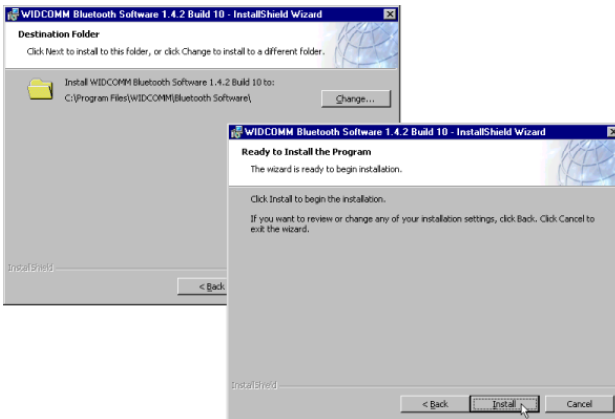 WIDCOMM Bluetooth Software 1.4.2 Build 10 - InstallShield Wizard
Destination Folder
Click Next to install to this folder, or click Change to install to a different folder.
Install WIDCOMM Bluetooth Software 1.4.2 Build 10 to:
C:\Program Files\WIDCOMM\Bluetooth Software\
Change...
InstallShield
< Back
WIDCOMM Bluetooth Software 1.4.2 Build 10 - InstallShield Wizard
Ready to Install the Program
The wizard is ready to begin installation.
Click Install to begin the installation.
If you want to review or change any of your installation settings, click Back. Click Cancel to
exit the wizard.
InstallShield
< Back
Install
Cancel